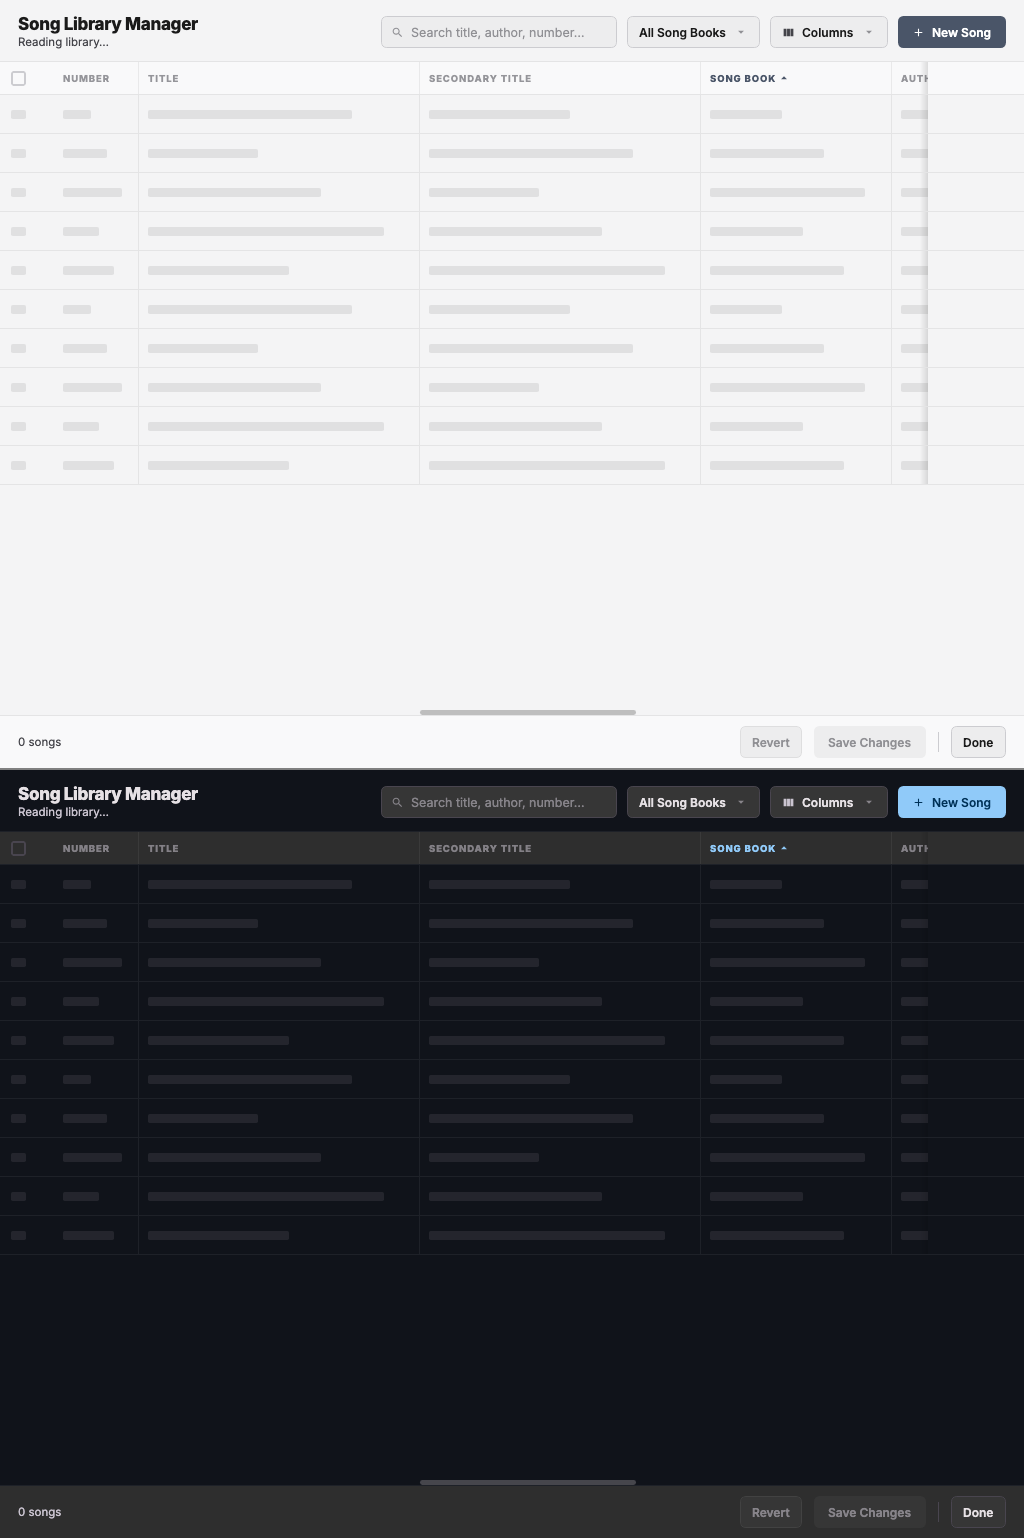 Song Library Manager
Reading library...
Search title, author, number...
All Song Books
Columns
+ New Song
NUMBER
TITLE
SECONDARY TITLE
SONG BOOK
0 songs
Revert
Save Changes
Done
Song Library Manager
Reading library...
Search title, author, number...
All Song Books
Columns
+ New Song
NUMBER
TITLE
SECONDARY TITLE
SONG BOOK
0 songs
Revert
Save Changes
Done